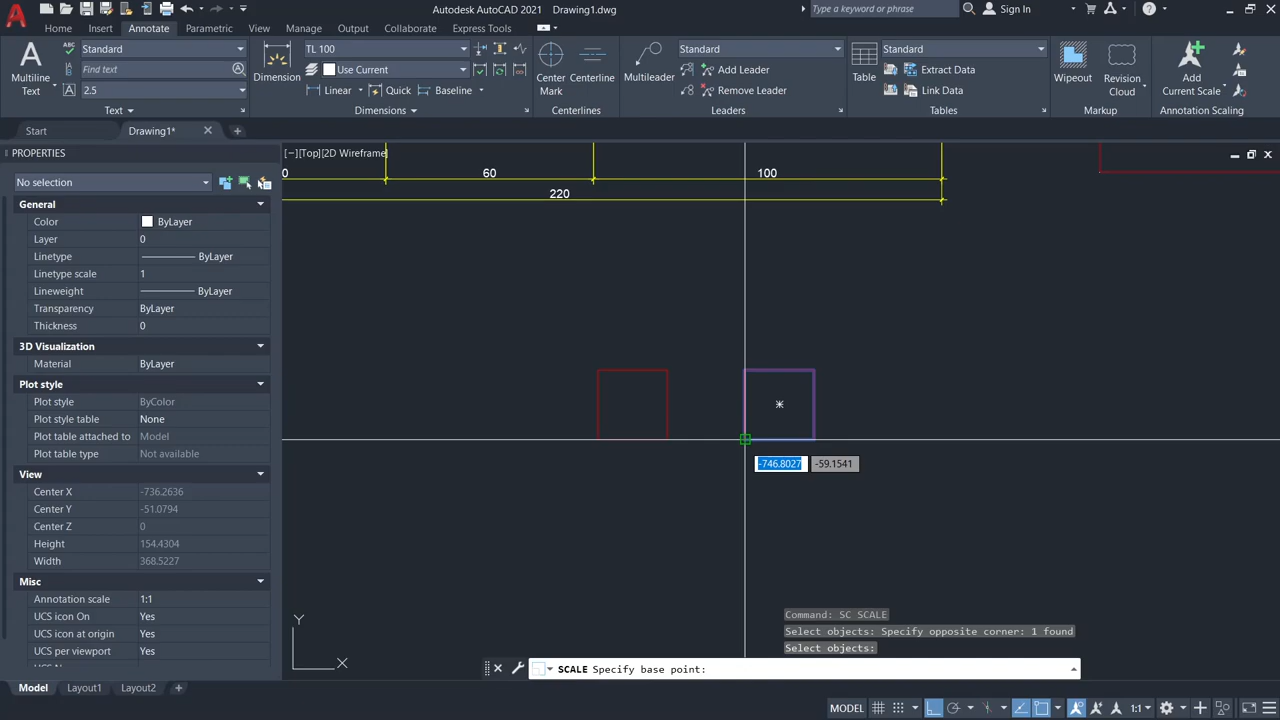 Autodesk AutoCAD 2021 Drawing1.dwg
Type a keyword or phrase
Sign In
Home Insert Annotate Parametric View Manage Output Collaborate Express Tools
Multiline
Text
ABC
Standard
Find text
2.5
Text
Dimension
TL 100
Use Current
Linear Quick Baseline
Dimensions
Center
Mark
Centerline
Centerlines
Multileader
Standard
Add Leader
Remove Leader
Leaders
Table
Standard
Extract Data
Link Data
Tables
Wipeout
Revision
Cloud
Markup
Add
Current Scale
Annotation Scaling
Start Drawing1*
PROPERTIES
No selection
General
Color ByLayer
Layer 0
Linetype ByLayer
Linetype scale 1
Lineweight ByLayer
Transparency ByLayer
Thickness 0
3D Visualization
Material ByLayer
Plot style
Plot style ByColor
Plot style table None
Plot table attached to Model
Plot table type Not available
View
Center X -736.2636
Center Y -51.0794
Center Z 0
Height 154.4304
Width 368.5227
Misc
Annotation scale 1:1
UCS icon On Yes
UCS icon at origin Yes
UCS per viewport Yes
[−][Top][2D Wireframe]
0 60 100
220
-746.8027 -59.1541
Y
X
Command: SC SCALE
Select objects: Specify opposite corner: 1 found
Select objects:
SCALE Specify base point:
Model Layout1 Layout2
MODEL 1:1